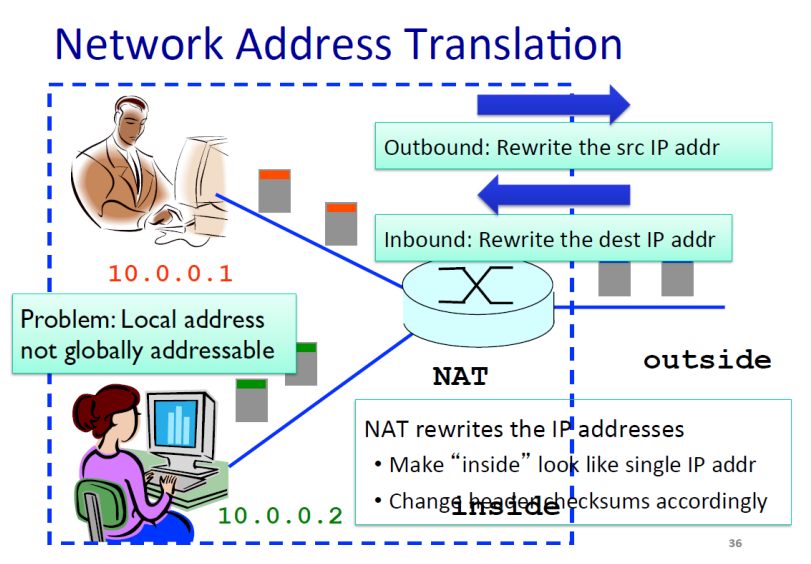 Network Address Translation
Outbound: Rewrite the src IP addr
Inbound: Rewrite the dest IP addr
10.0.0.1
Problem: Local address
not globally addressable
outside
NAT
NAT rewrites the IP addresses
• Make “inside” look like single IP addr
• Change header checksums accordingly
inside
10.0.0.2
36